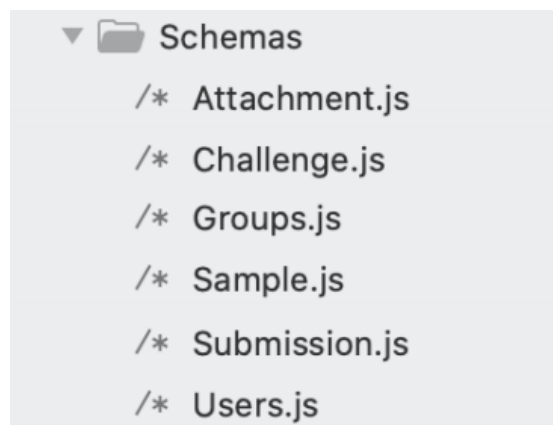 Schemas
/* Attachment.js
/* Challenge.js
/* Groups.js
/* Sample.js
/* Submission.js
/* Users.js